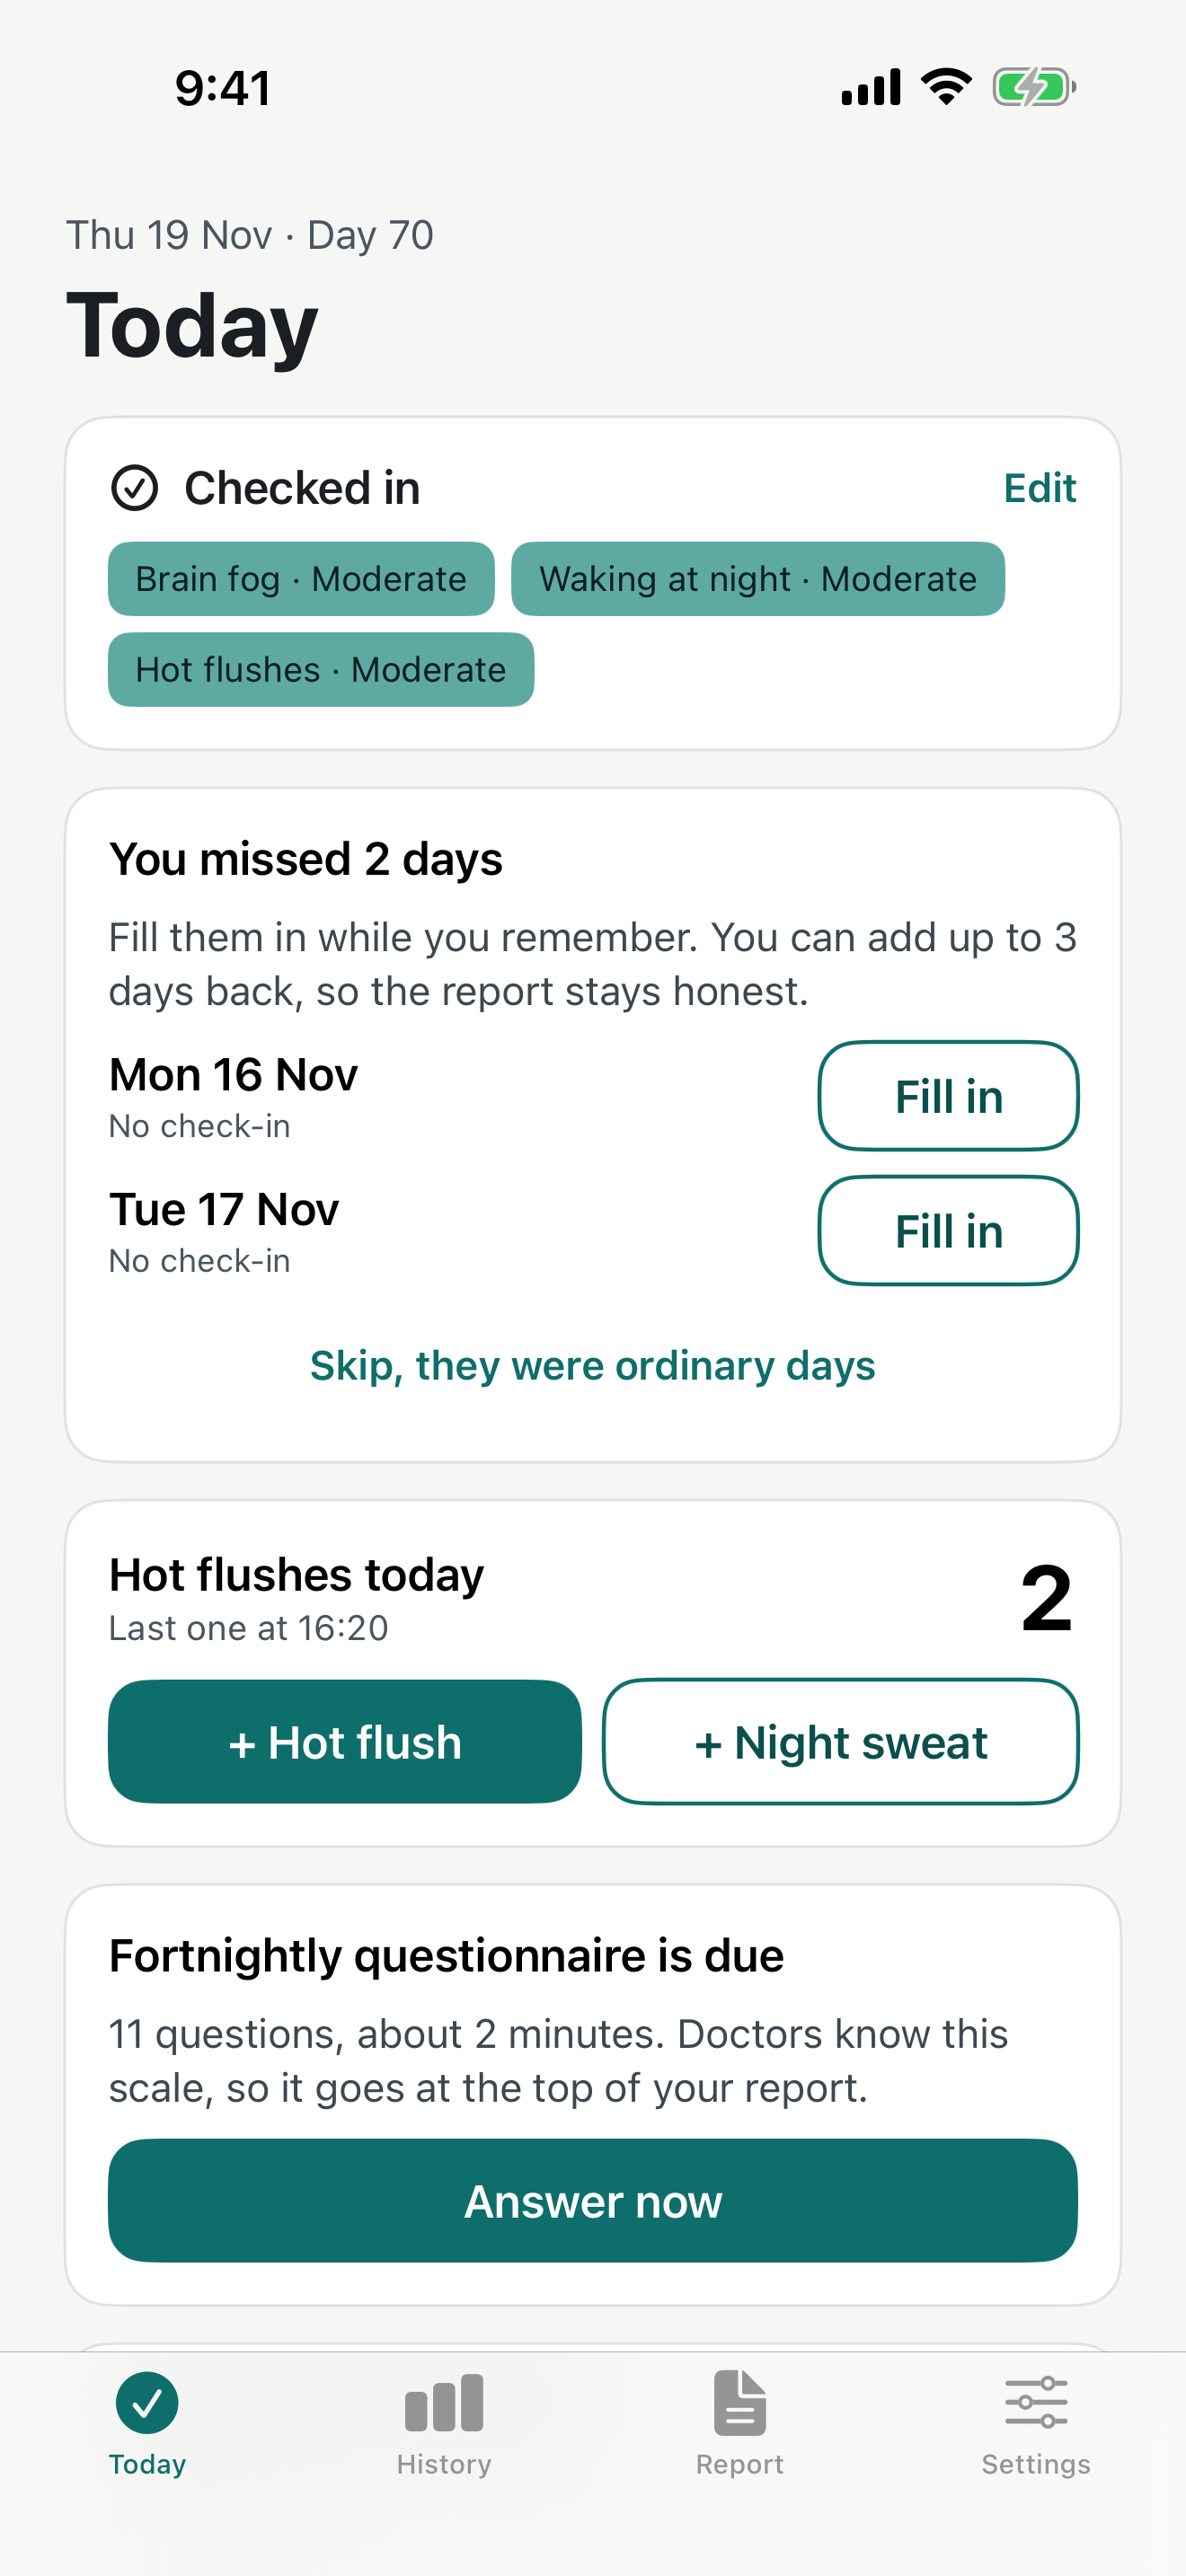 9:41
Thu 19 Nov · Day 70
Today
Checked in
Edit
Brain fog · Moderate
Waking at night · Moderate
Hot flushes · Moderate
You missed 2 days
Fill them in while you remember. You can add up to 3
days back, so the report stays honest.
Mon 16 Nov
No check-in
Fill in
Tue 17 Nov
No check-in
Fill in
Skip, they were ordinary days
Hot flushes today
Last one at 16:20
2
+ Hot flush
+ Night sweat
Fortnightly questionnaire is due
11 questions, about 2 minutes. Doctors know this
scale, so it goes at the top of your report.
Answer now
Today
History
Report
Settings